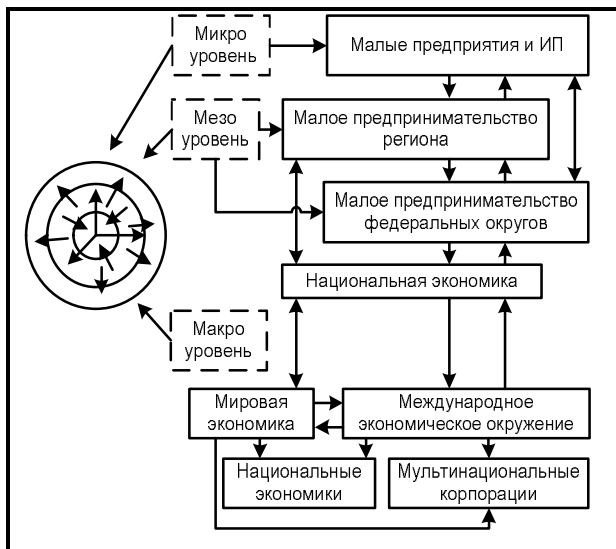 Микро
уровень
Малые предприятия и ИП
Мезо
уровень
Малое предпринимательство
региона
Малое предпринимательство
федеральных округов
Национальная экономика
Макро
уровень
Мировая
экономика
Международное
экономическое окружение
Национальные
экономики
Мультинациональные
корпорации